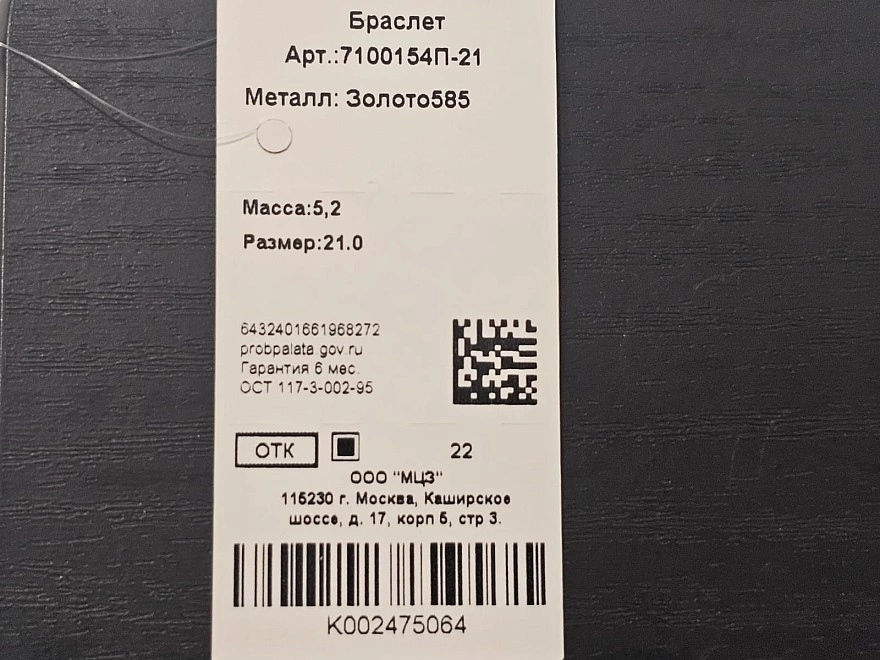 Браслет
Арт.:7100154П-21
Металл: Золото585
Масса:5,2
Размер:21.0
6432401661968272
probpalata.gov.ru
Гарантия 6 мес.
ОСТ 117-3-002-95
ОТК 22
ООО "МЦЗ"
115230 г. Москва, Каширское
шоссе, д. 17, корп 5, стр 3.
K002475064